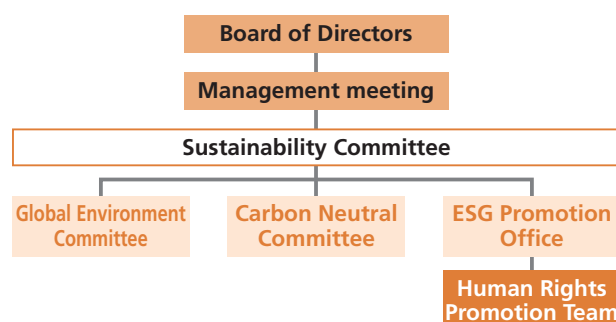 Board of Directors
Management meeting
Sustainability Committee
Global Environment
Committee
Carbon Neutral
Committee
ESG Promotion
Office
Human Rights
Promotion Team